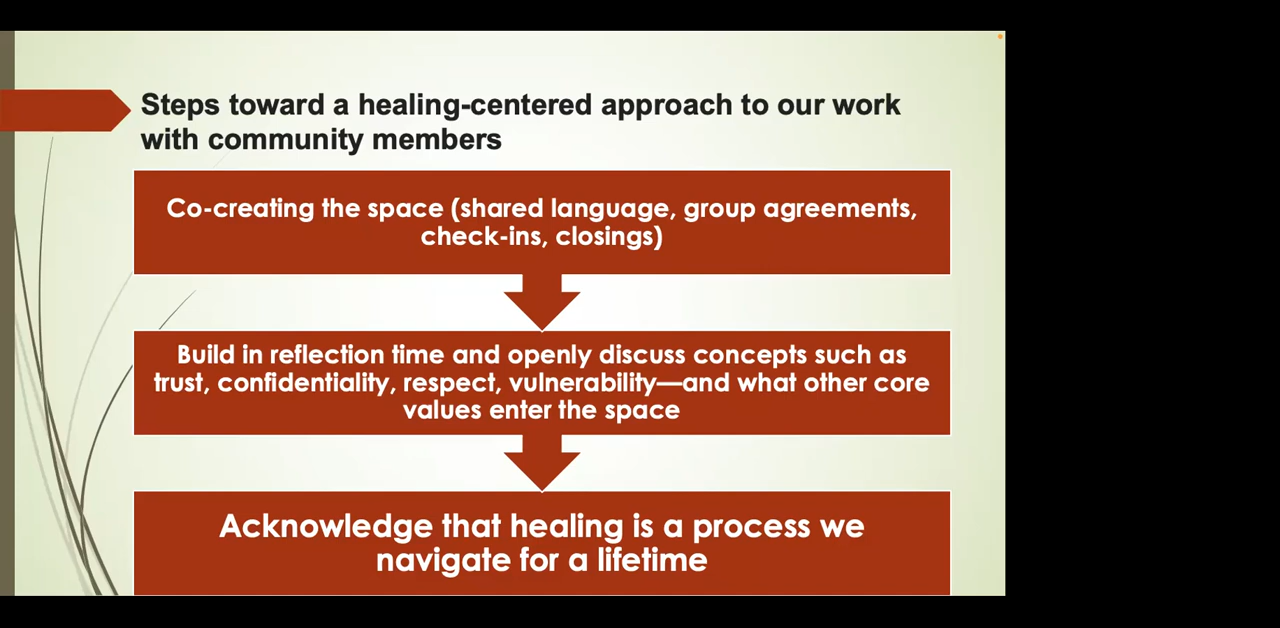 Steps toward a healing-centered approach to our work
with community members
Co-creating the space (shared language, group agreements,
check-ins, closings)
Build in reflection time and openly discuss concepts such as
trust, confidentiality, respect, vulnerability—and what other core
values enter the space
Acknowledge that healing is a process we
navigate for a lifetime